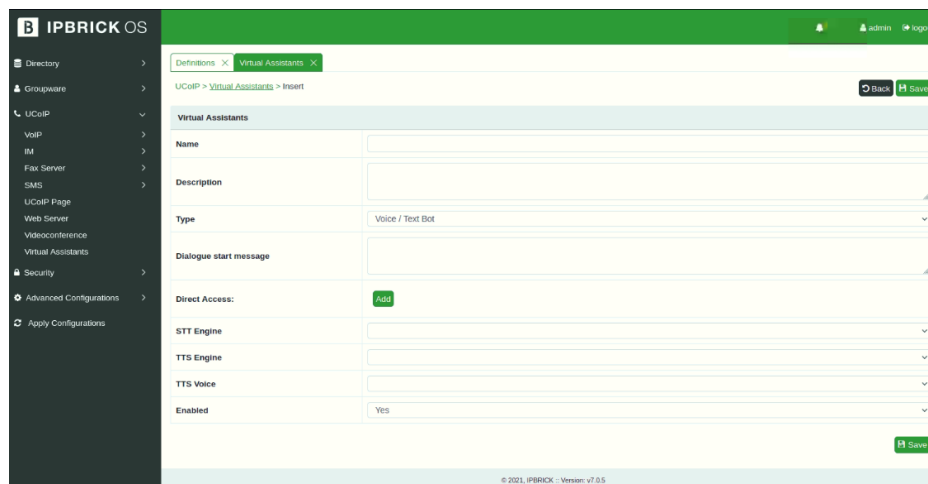 B IPBRICK OS
admin logo
Directory
Groupware
UCoIP
VoIP
IM
Fax Server
SMS
UCoIP Page
Web Server
Videoconference
Virtual Assistants
Security
Advanced Configurations
Apply Configurations
Definitions Virtual Assistants
UCoIP > Virtual Assistants > Insert
Back Save
Virtual Assistants
Name
Description
Type Voice / Text Bot
Dialogue start message
Direct Access: Add
STT Engine
TTS Engine
TTS Voice
Enabled Yes
Save
© 2021, IPBRICK :: Version: v7.0.5